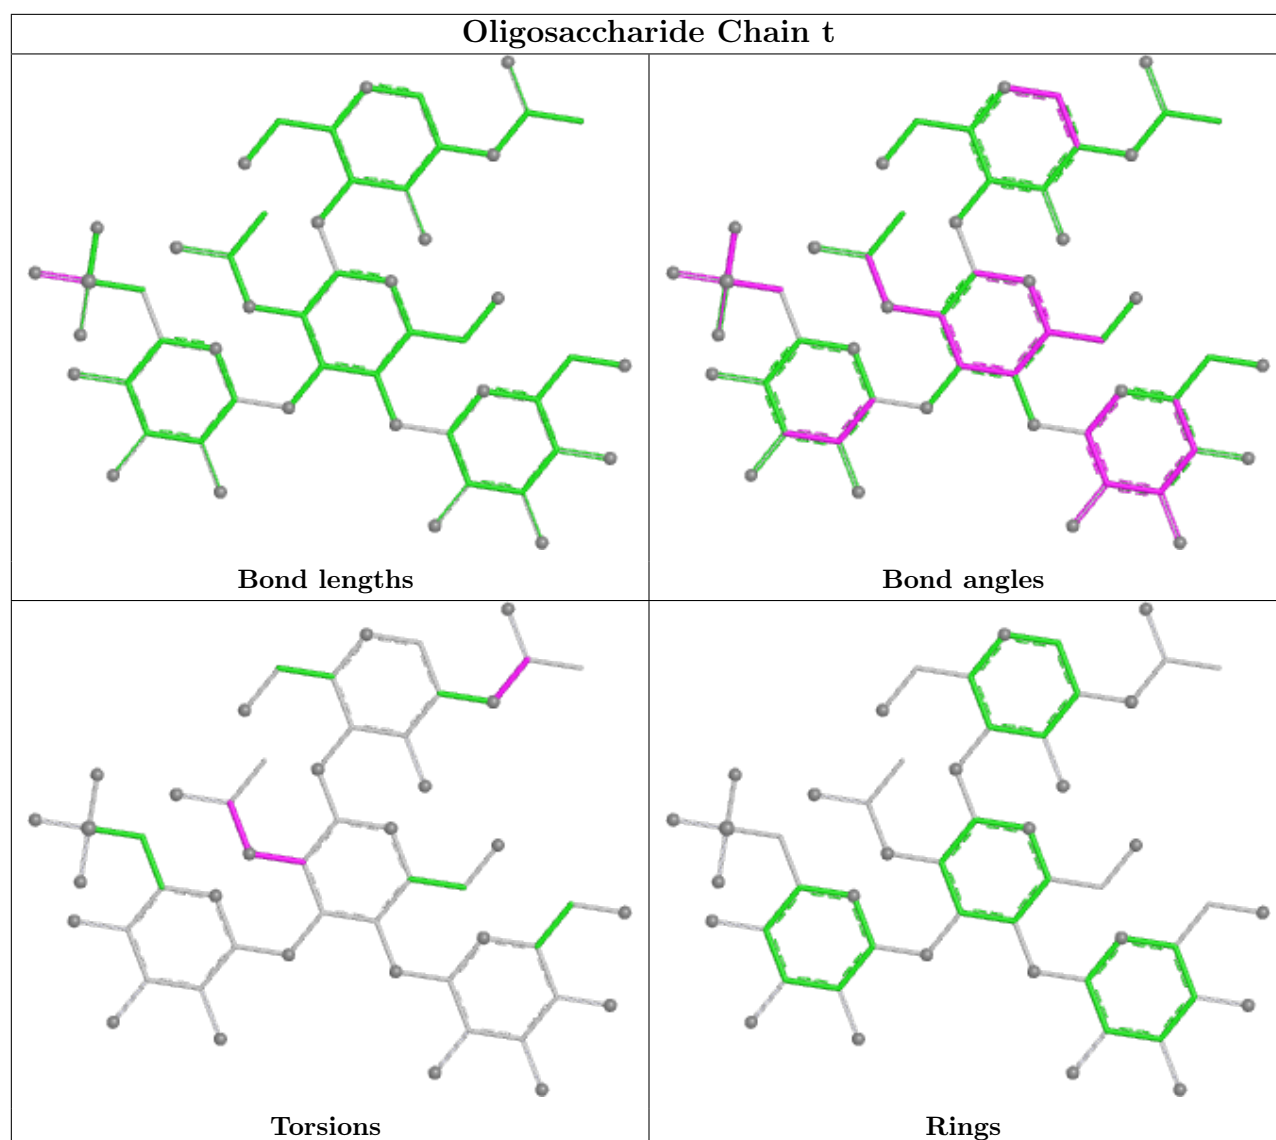 Oligosaccharide Chain t
Bond lengths
Bond angles
Torsions
Rings